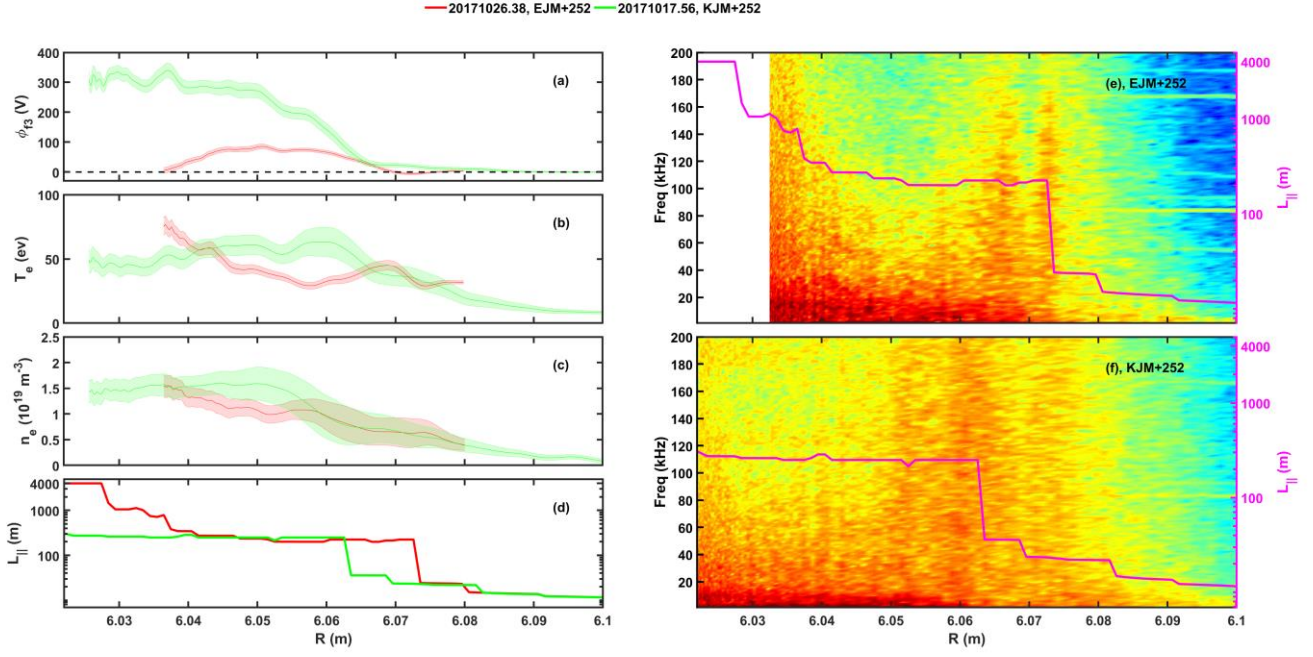 20171026.38, EJM+252 20171017.56, KJM+252
400
300
200
100
0
ϕf3 (V)
(a)
100
50
0
Te (ev)
(b)
2.5
2
1.5
1
0.5
0
ne (10^19 m^-3)
(c)
4000
1000
100
L|| (m)
(d)
6.03 6.04 6.05 6.06 6.07 6.08 6.09 6.1
R (m)
200
180
160
140
120
100
80
60
40
20
Freq (kHz)
(e), EJM+252
4000
1000
100
L|| (m)
200
180
160
140
120
100
80
60
40
20
Freq (kHz)
(f), KJM+252
4000
1000
100
L|| (m)
6.03 6.04 6.05 6.06 6.07 6.08 6.09 6.1
R (m)